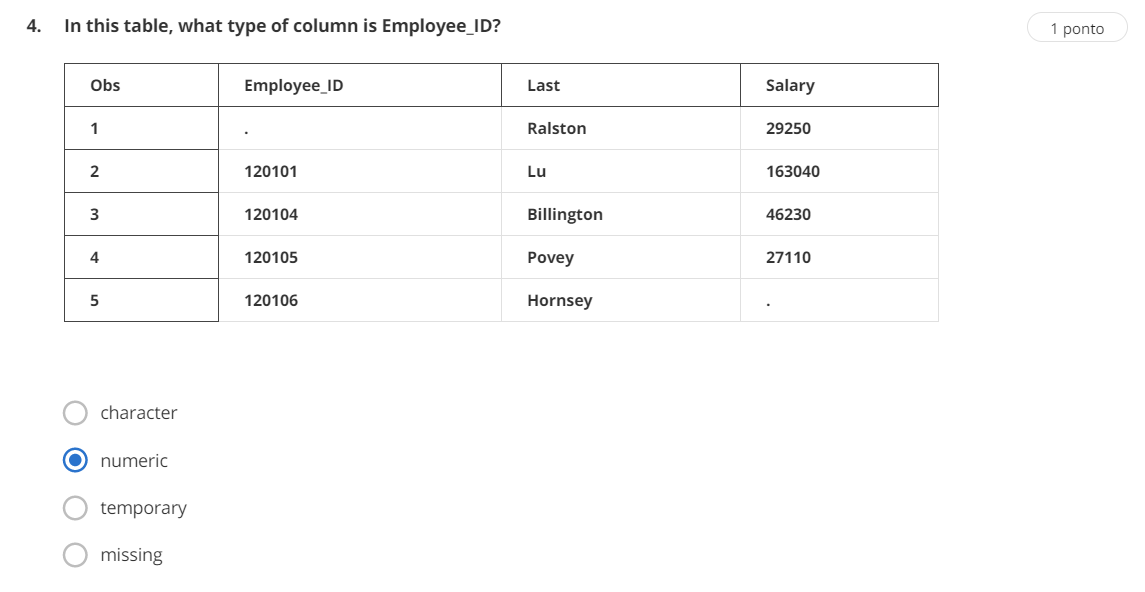 4. In this table, what type of column is Employee_ID?
1 ponto
Obs Employee_ID Last Salary
1 . Ralston 29250
2 120101 Lu 163040
3 120104 Billington 46230
4 120105 Povey 27110
5 120106 Hornsey .
character
numeric
temporary
missing